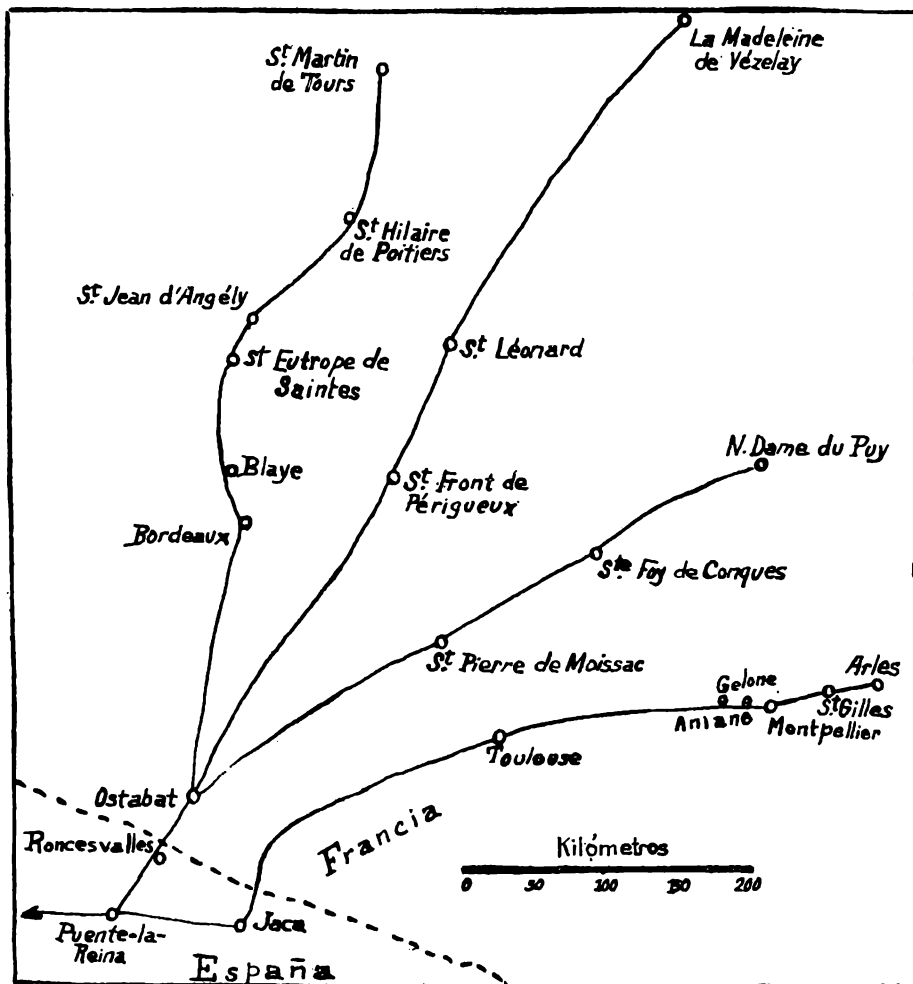 La Madeleine
de Vézelay
St. Martin
de Tours
St. Hilaire
de Poitiers
St. Jean d'Angély
St. Léonard
St Eutrope de
Saintes
N. Dame du Puy
Blaye
St. Front de
Périgueux
Bordeaux
Ste Foy de Conques
St. Pierre de Moissac
Arles
Gelone
St. Gilles
Aniane
Montpellier
Toulouse
Ostabat
Roncesvalles
Francia
Kilómetros
0 50 100 150 200
Jaca
Puente-la-
Reina
España